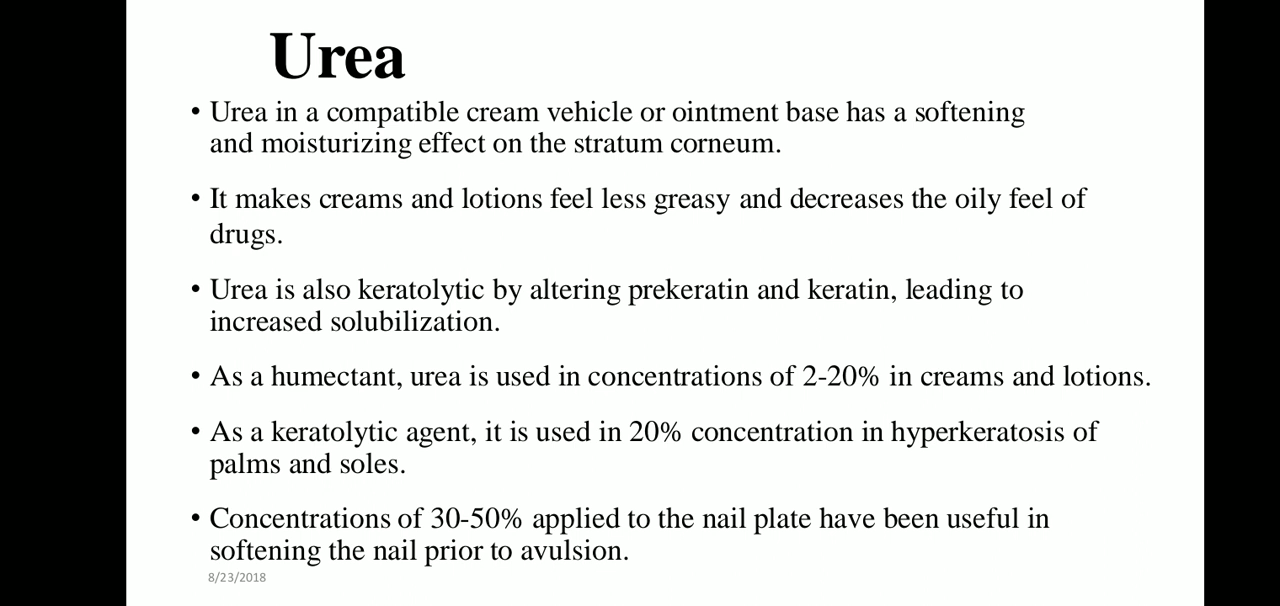 Urea
• Urea in a compatible cream vehicle or ointment base has a softening
and moisturizing effect on the stratum corneum.
• It makes creams and lotions feel less greasy and decreases the oily feel of
drugs.
• Urea is also keratolytic by altering prekeratin and keratin, leading to
increased solubilization.
• As a humectant, urea is used in concentrations of 2-20% in creams and lotions.
• As a keratolytic agent, it is used in 20% concentration in hyperkeratosis of
palms and soles.
• Concentrations of 30-50% applied to the nail plate have been useful in
softening the nail prior to avulsion.
8/23/2018